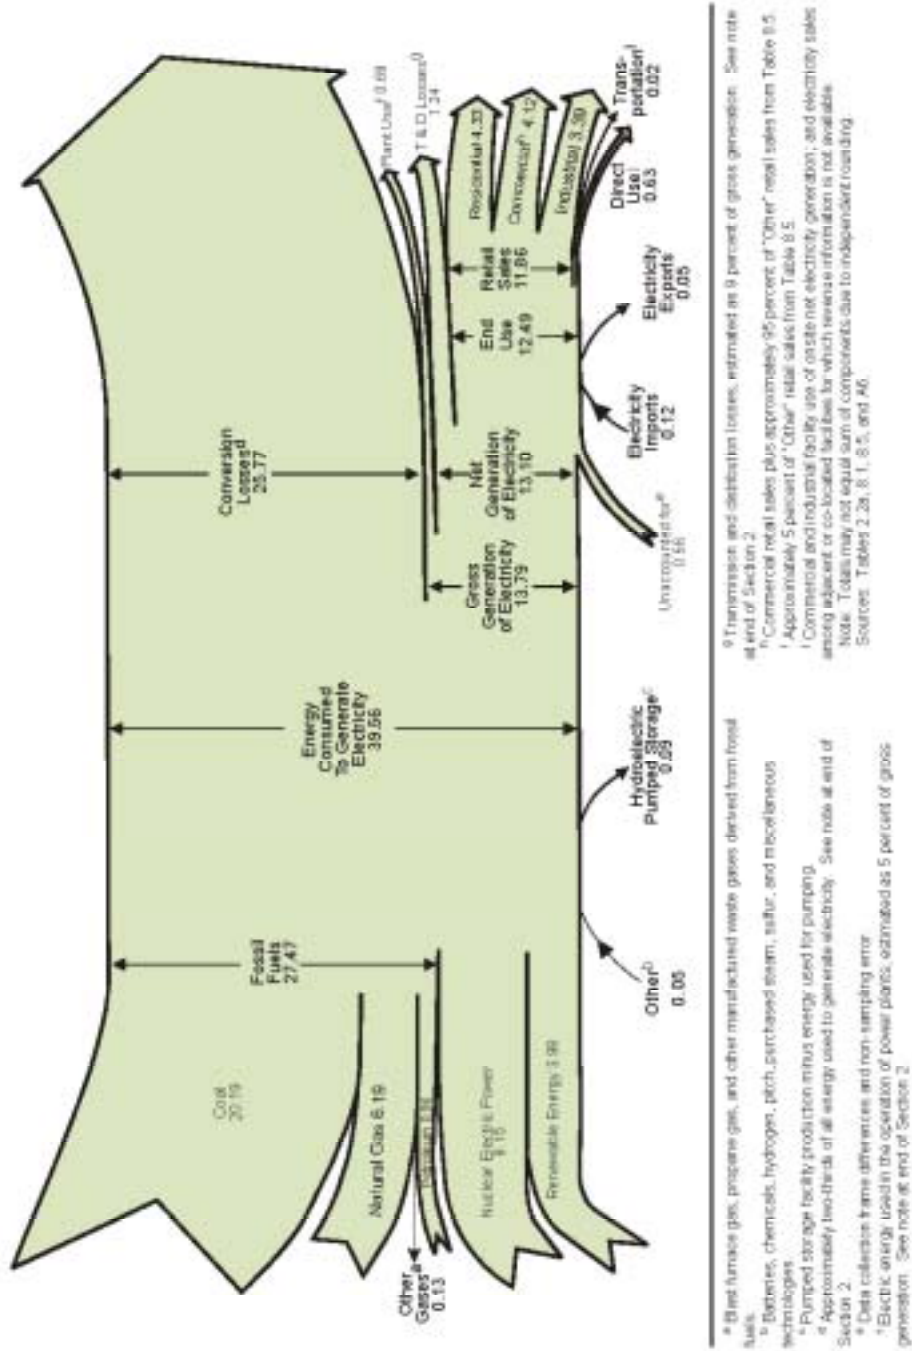 Coal
20.19
Natural Gas 6.19
Other
Gases^a
0.13
Petroleum
Nuclear Electric Power
8.15
Renewable Energy 3.99
Fossil
Fuels
27.47
Other^b
0.05
Energy
Consumed
To Generate
Electricity
39.66
Hydroelectric
Pumped Storage^c
0.09
Conversion
Losses^d
25.77
Gross
Generation
of Electricity
13.79
Net
Generation
of Electricity
13.10
Unaccounted for^e
0.66
Electricity
Imports
0.12
End
Use
12.49
Electricity
Exports
0.05
Retail
Sales
11.86
Plant Use^f 0.69
T & D Losses^g
1.24
Residential 4.33
Commercial^h 4.12
Industrial 3.39
Trans-
portation^i
0.02
Direct
Use^j
0.63
^a Blast furnace gas, propane gas, and other manufactured waste gases derived from fossil
fuels.
^b Batteries, chemicals, hydrogen, pitch, purchased steam, sulfur, and miscellaneous
technologies.
^c Pumped storage facility production minus energy used for pumping.
^d Approximately two-thirds of all energy used to generate electricity. See note at end of
Section 2.
^e Data collection frame differences and non-sampling error.
^f Electric energy used in the operation of power plants, estimated as 5 percent of gross
generation. See note at end of Section 2.
^g Transmission and distribution losses, estimated as 9 percent of gross generation. See note
at end of Section 2.
^h Commercial retail sales plus approximately 95 percent of "Other" retail sales from Table 8.5.
^i Approximately 5 percent of "Other" retail sales from Table 8.5.
^j Commercial and industrial facility use of onsite net electricity generation; and electricity sales
among adjacent or co-located facilities for which revenue information is not available.
Note: Totals may not equal sum of components due to independent rounding.
Sources: Tables 2.2a, 8.1, 8.5, and A6.